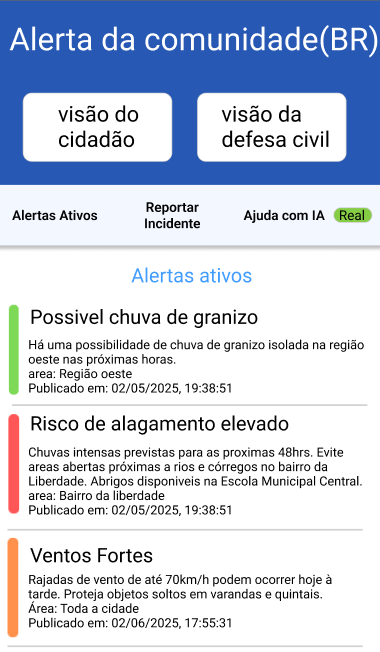 Alerta da comunidade(BR)
visão do
cidadão
visão da
defesa civil
Alertas Ativos
Reportar
Incidente
Ajuda com IA
Real
Alertas ativos
Possivel chuva de granizo
Há uma possibilidade de chuva de granizo isolada na região
oeste nas próximas horas.
area: Região oeste
Publicado em: 02/05/2025, 19:38:51
Risco de alagamento elevado
Chuvas intensas previstas para as proximas 48hrs. Evite
areas abertas próximas a rios e córregos no bairro da
Liberdade. Abrigos disponiveis na Escola Municipal Central.
area: Bairro da liberdade
Publicado em: 02/05/2025, 19:38:51
Ventos Fortes
Rajadas de vento de até 70km/h podem ocorrer hoje à
tarde. Proteja objetos soltos em varandas e quintais.
Área: Toda a cidade
Publicado em: 02/06/2025, 17:55:31